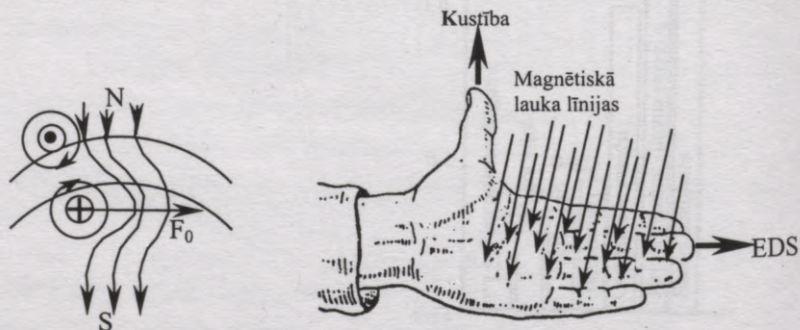 N
F₀
S
Kustība
Magnētiskā
lauka līnijas
EDS